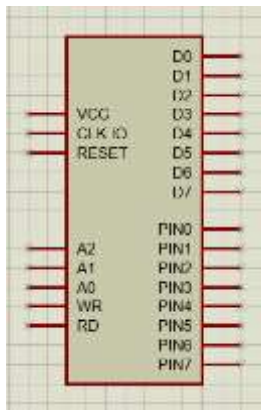 D0
D1
D2
VCC D3
CLK IO D4
RESET D5
D6
D7
PIN0
A2 PIN1
A1 PIN2
A0 PIN3
WR PIN4
RD PIN5
PIN6
PIN7